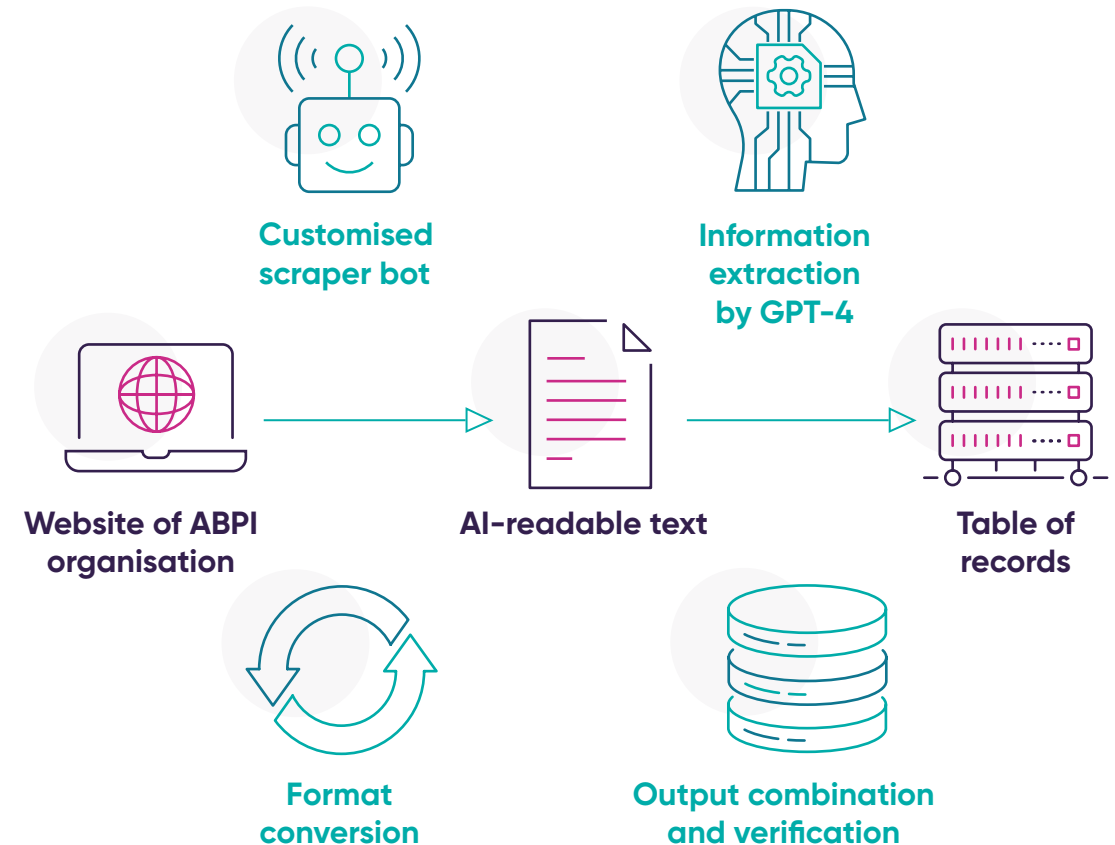 Customised
scraper bot
Information
extraction
by GPT-4
Website of ABPI
organisation
AI-readable text
Table of
records
Format
conversion
Output combination
and verification